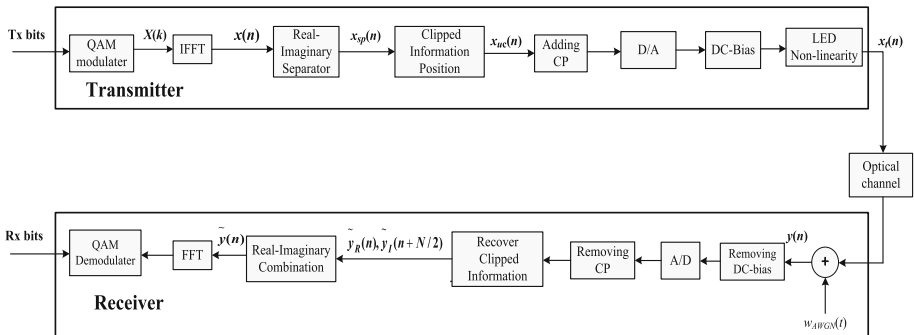 Tx bits
QAM modulater
X(k)
IFFT
x(n)
Real-Imaginary Separator
x_sp(n)
Clipped Information Position
x_uc(n)
Adding CP
D/A
DC-Bias
LED Non-linearity
x_t(n)
Transmitter
Optical channel
Rx bits
QAM Demodulater
FFT
ỹ(n)
Real-Imaginary Combination
ỹ_R(n), ỹ_I(n+N/2)
Recover Clipped Information
Removing CP
A/D
Removing DC-bias
y(n)
+
w_AWGN(t)
Receiver